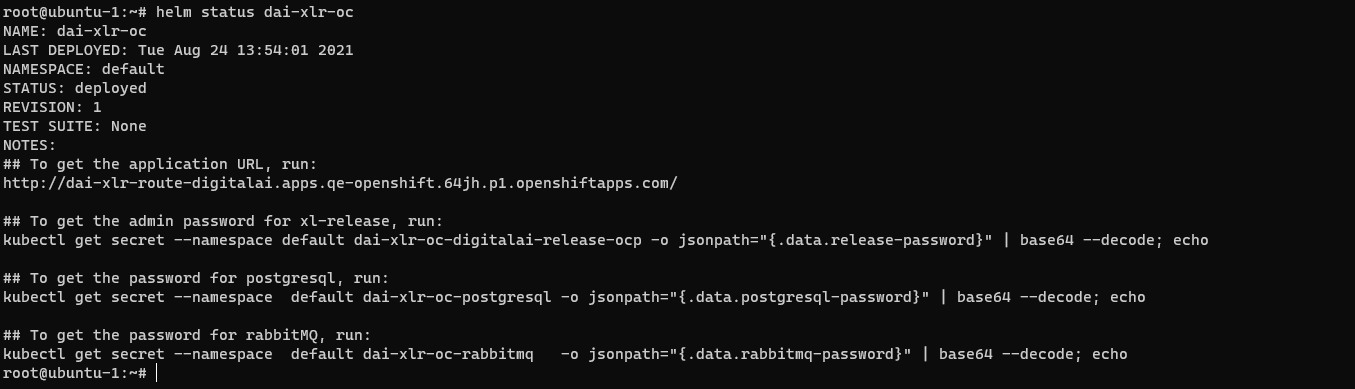 root@ubuntu-1:~# helm status dai-xlr-oc
NAME: dai-xlr-oc
LAST DEPLOYED: Tue Aug 24 13:54:01 2021
NAMESPACE: default
STATUS: deployed
REVISION: 1
TEST SUITE: None
NOTES:
## To get the application URL, run:
http://dai-xlr-route-digitalai.apps.qe-openshift.64jh.p1.openshiftapps.com/

## To get the admin password for xl-release, run:
kubectl get secret --namespace default dai-xlr-oc-digitalai-release-ocp -o jsonpath="{.data.release-password}" | base64 --decode; echo

## To get the password for postgresql, run:
kubectl get secret --namespace  default dai-xlr-oc-postgresql -o jsonpath="{.data.postgresql-password}" | base64 --decode; echo

## To get the password for rabbitMQ, run:
kubectl get secret --namespace  default dai-xlr-oc-rabbitmq   -o jsonpath="{.data.rabbitmq-password}" | base64 --decode; echo
root@ubuntu-1:~#